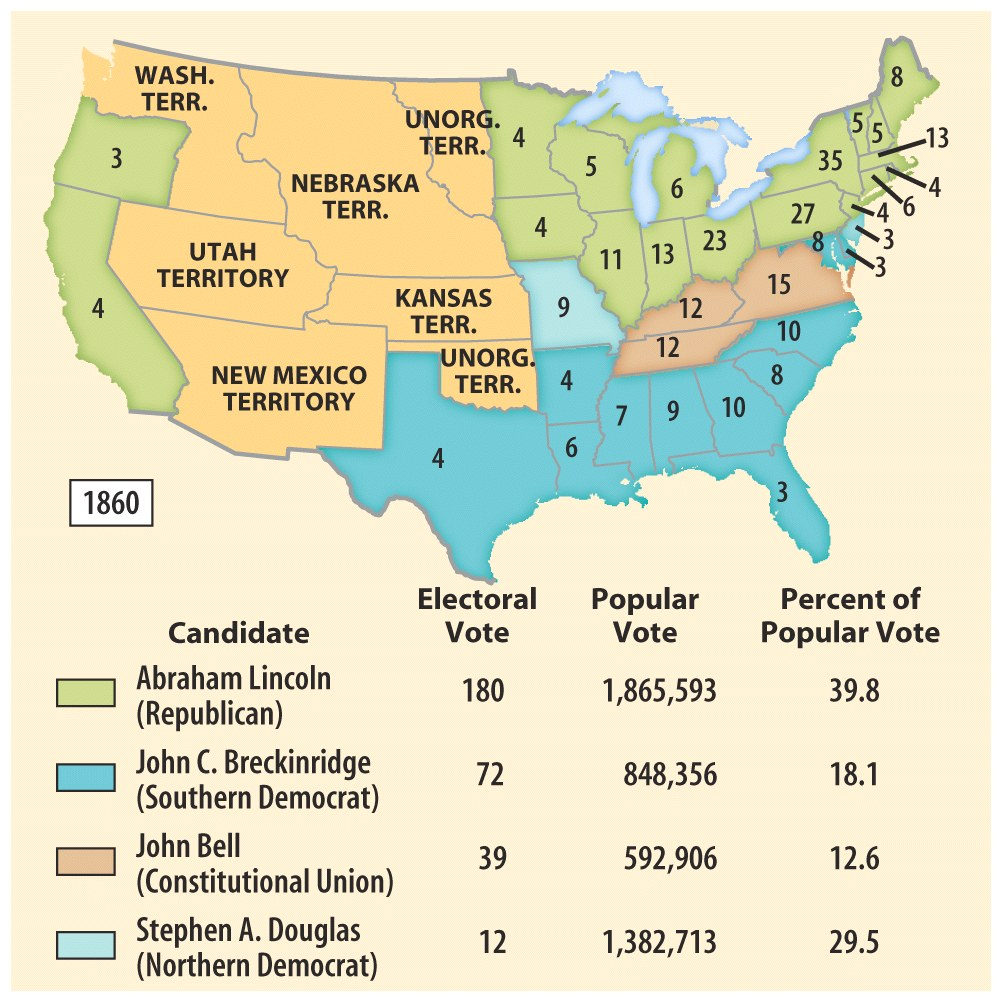 WASH.
TERR.
UNORG.
TERR.
NEBRASKA
TERR.
UTAH
TERRITORY
KANSAS
TERR.
UNORG.
TERR.
NEW MEXICO
TERRITORY
3
4
4
5
6
4
11
13
23
27
35
5
5
8
13
4
6
4
3
3
8
9
12
15
12
10
8
4
7
9
10
6
4
3
1860
Candidate
Electoral
Vote
Popular
Vote
Percent of
Popular Vote
Abraham Lincoln
(Republican)
180
1,865,593
39.8
John C. Breckinridge
(Southern Democrat)
72
848,356
18.1
John Bell
(Constitutional Union)
39
592,906
12.6
Stephen A. Douglas
(Northern Democrat)
12
1,382,713
29.5